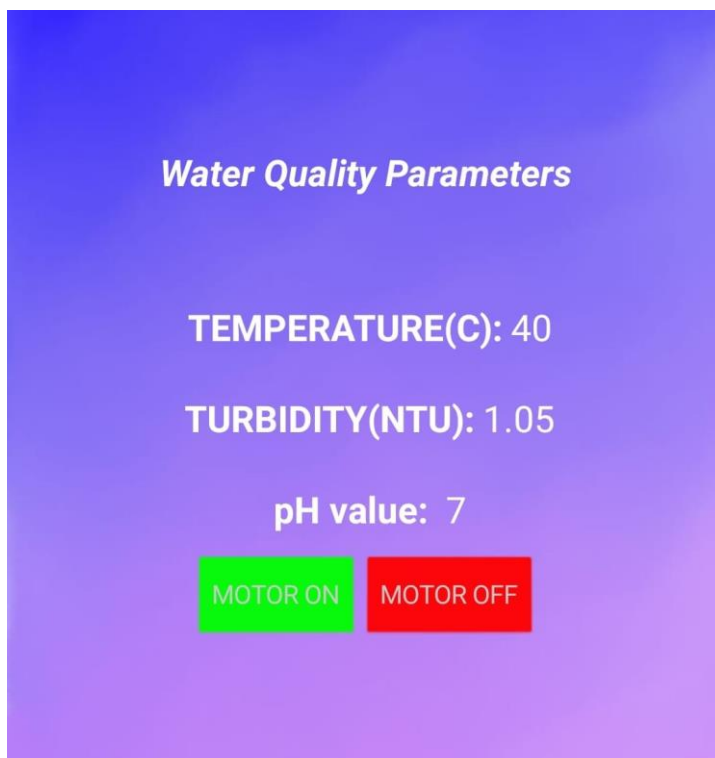 Water Quality Parameters
TEMPERATURE(C): 40
TURBIDITY(NTU): 1.05
pH value: 7
MOTOR ON MOTOR OFF